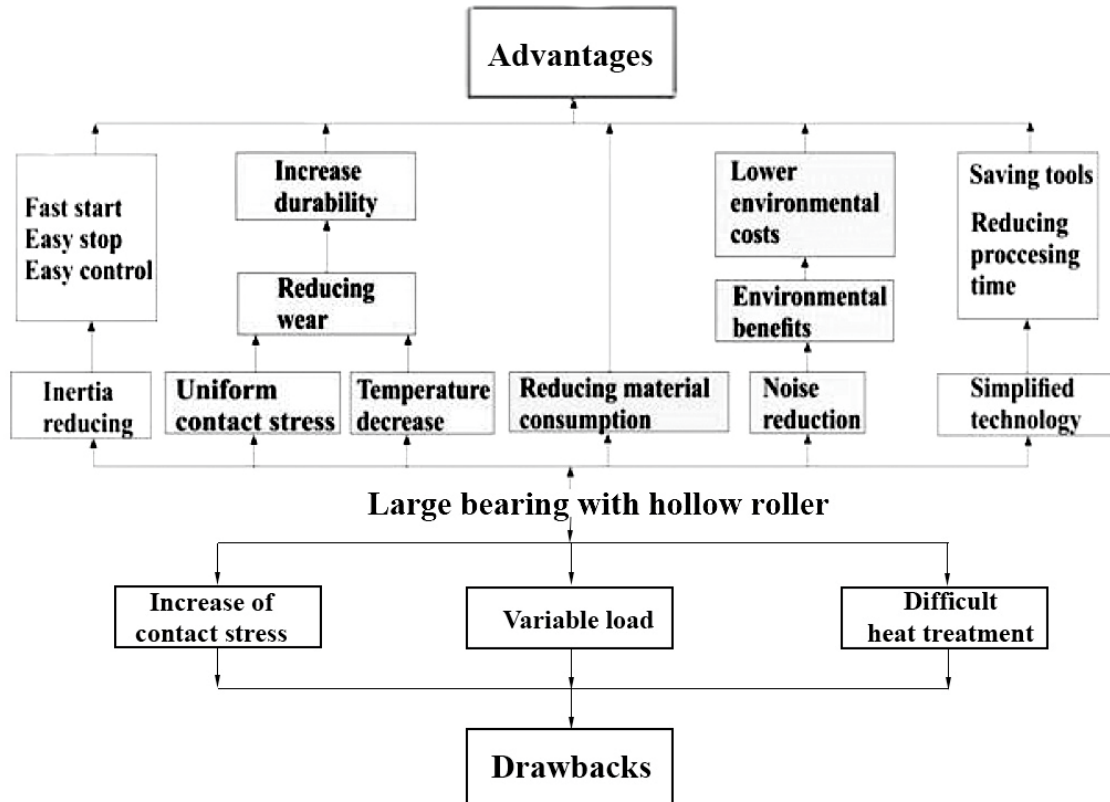 Advantages
Fast start
Easy stop
Easy control
Increase
durability
Lower
environmental
costs
Saving tools
Reducing
proccesing
time
Reducing
wear
Environmental
benefits
Inertia
reducing
Uniform
contact stress
Temperature
decrease
Reducing material
consumption
Noise
reduction
Simplified
technology
Large bearing with hollow roller
Increase of
contact stress
Variable load
Difficult
heat treatment
Drawbacks